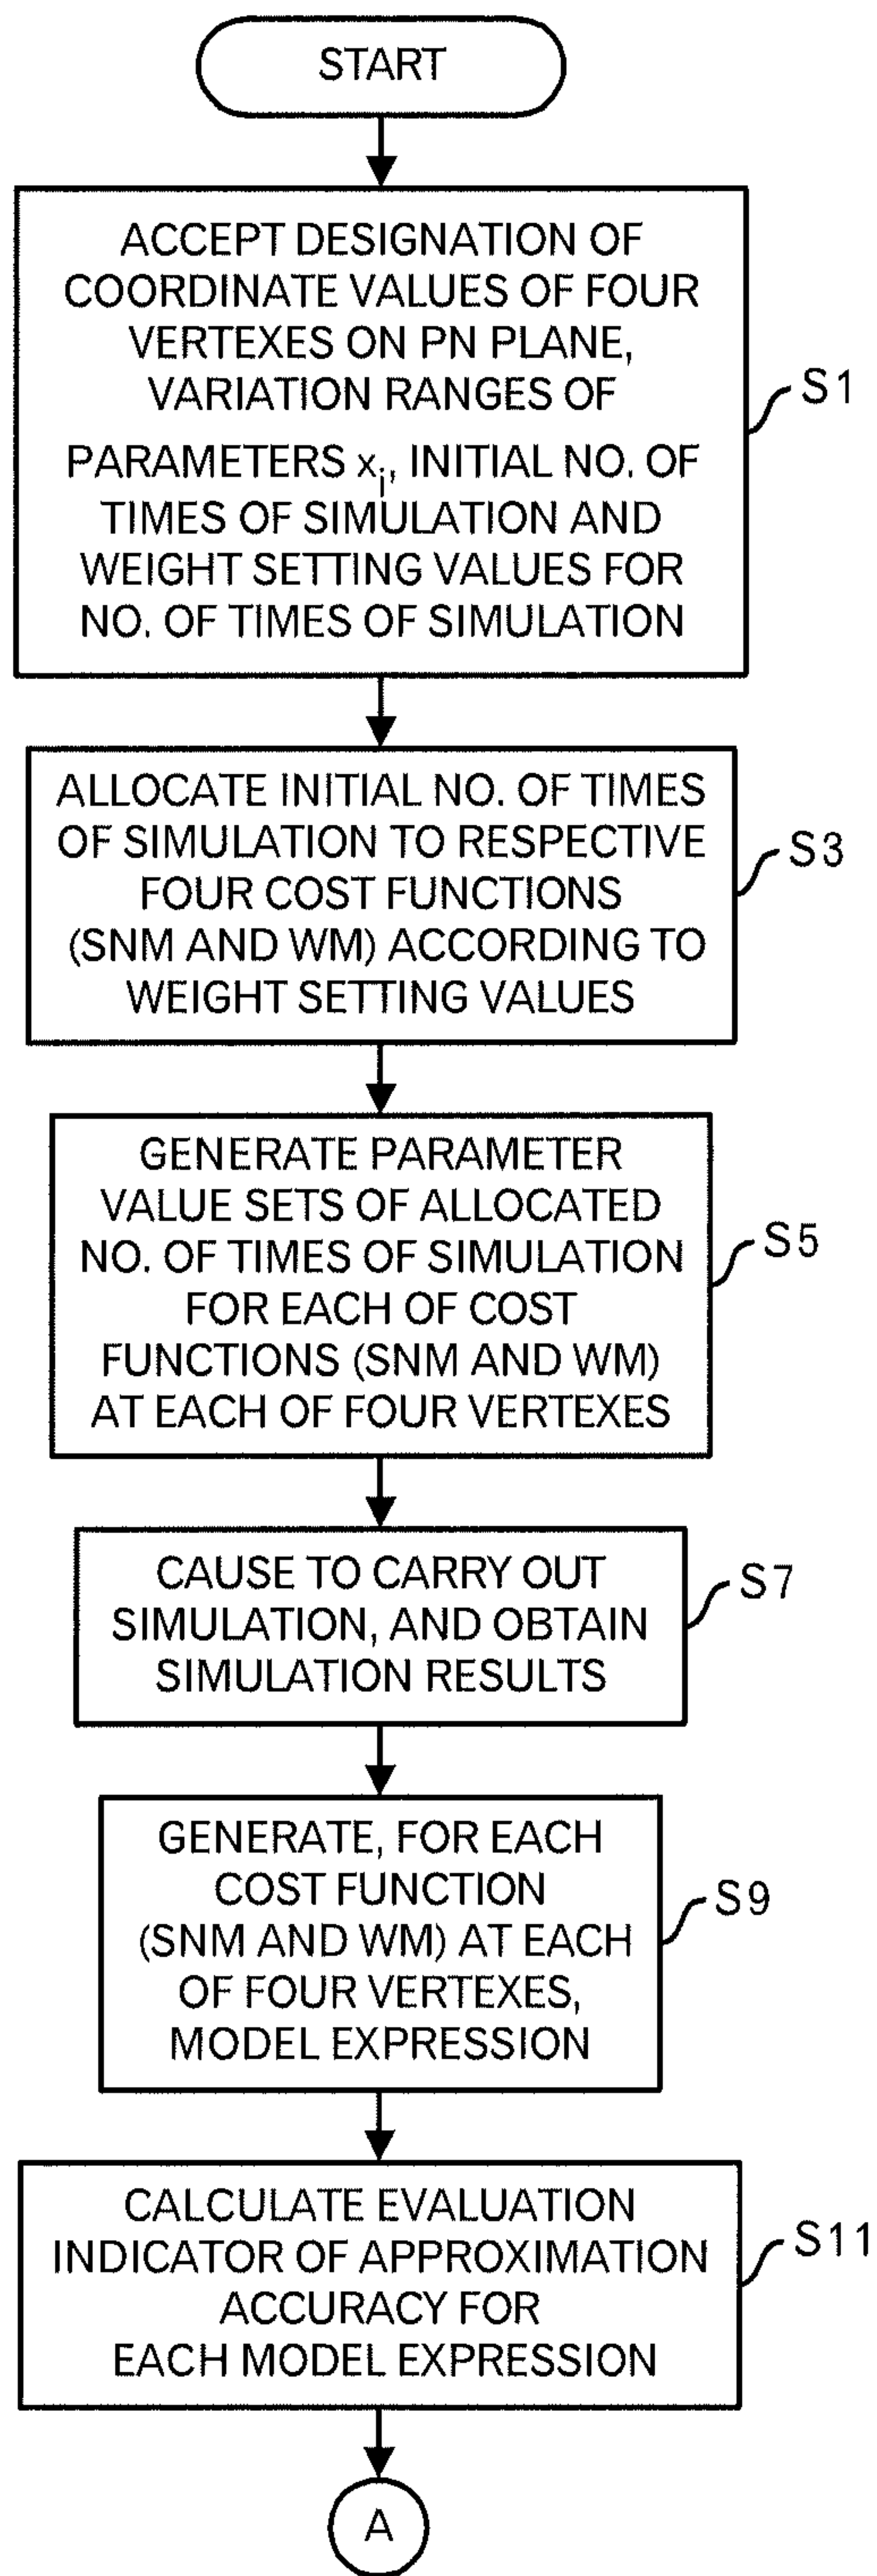 START
ACCEPT DESIGNATION OF
COORDINATE VALUES OF FOUR
VERTEXES ON PN PLANE,
VARIATION RANGES OF
PARAMETERS xi, INITIAL NO. OF
TIMES OF SIMULATION AND
WEIGHT SETTING VALUES FOR
NO. OF TIMES OF SIMULATION
S1
ALLOCATE INITIAL NO. OF TIMES
OF SIMULATION TO RESPECTIVE
FOUR COST FUNCTIONS
(SNM AND WM) ACCORDING TO
WEIGHT SETTING VALUES
S3
GENERATE PARAMETER
VALUE SETS OF ALLOCATED
NO. OF TIMES OF SIMULATION
FOR EACH OF COST
FUNCTIONS (SNM AND WM)
AT EACH OF FOUR VERTEXES
S5
CAUSE TO CARRY OUT
SIMULATION, AND OBTAIN
SIMULATION RESULTS
S7
GENERATE, FOR EACH
COST FUNCTION
(SNM AND WM) AT EACH
OF FOUR VERTEXES,
MODEL EXPRESSION
S9
CALCULATE EVALUATION
INDICATOR OF APPROXIMATION
ACCURACY FOR
EACH MODEL EXPRESSION
S11
A